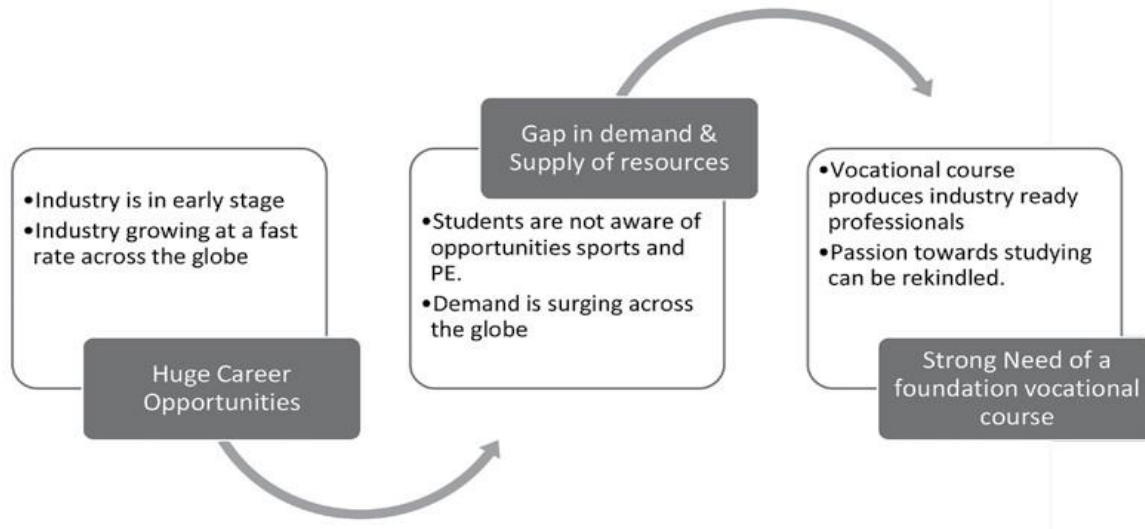 •Industry is in early stage
•Industry growing at a fast
rate across the globe
Huge Career
Opportunities
Gap in demand &
Supply of resources
•Students are not aware of
opportunities sports and
PE.
•Demand is surging across
the globe
•Vocational course
produces industry ready
professionals
•Passion towards studying
can be rekindled.
Strong Need of a
foundation vocational
course